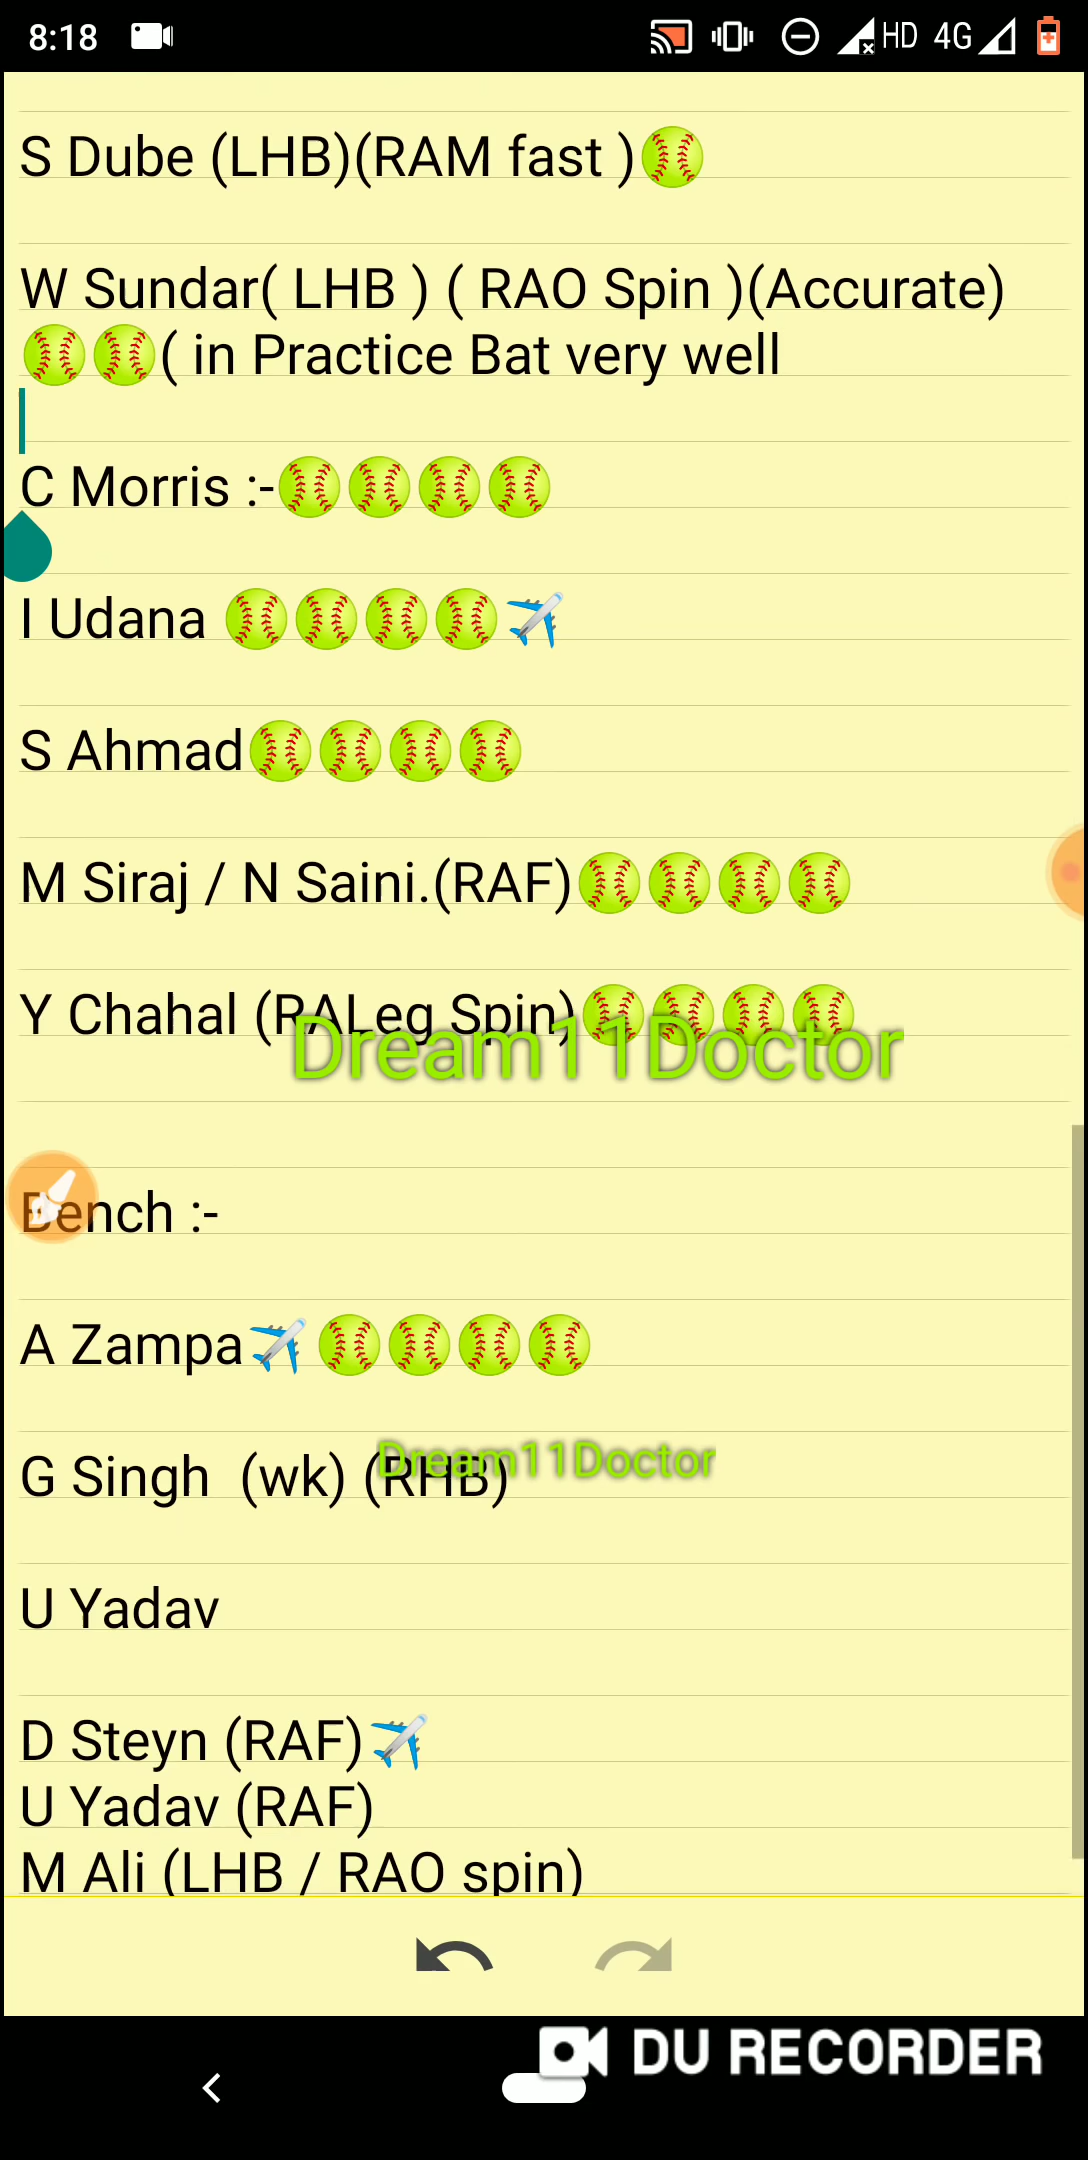 8:18 HD 4G
S Dube (LHB)(RAM fast )🥎
W Sundar( LHB ) ( RAO Spin )(Accurate)
🥎🥎( in Practice Bat very well
C Morris :-🥎🥎🥎🥎
I Udana 🥎🥎🥎🥎✈️
S Ahmad🥎🥎🥎🥎
M Siraj / N Saini.(RAF)🥎🥎🥎🥎
Y Chahal (RALeg Spin)🥎🥎🥎🥎
Dream11Doctor
Bench :-
A Zampa✈️🥎🥎🥎🥎
Dream11Doctor
G Singh  (wk) (RHB)
U Yadav
D Steyn (RAF)✈️
U Yadav (RAF)
M Ali (LHB / RAO spin)
DU RECORDER